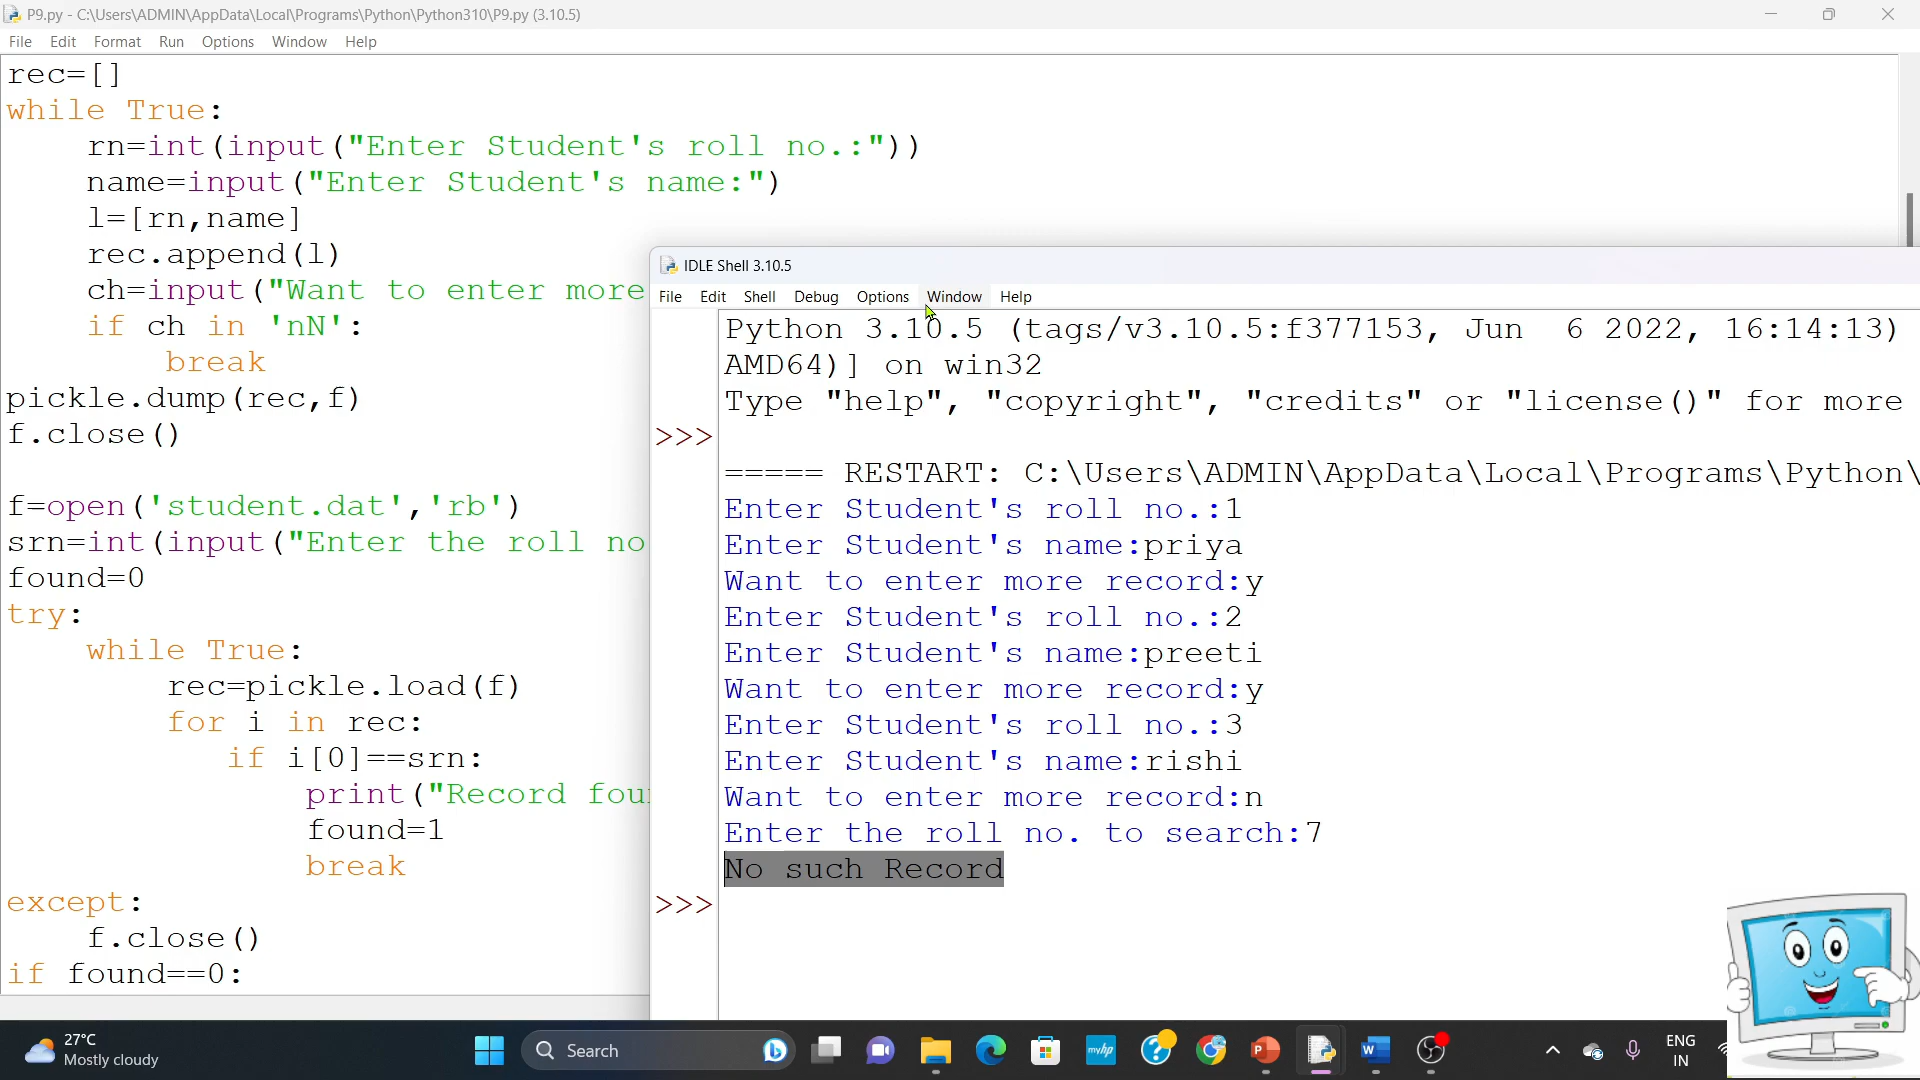 P9.py - C:\Users\ADMIN\AppData\Local\Programs\Python\Python310\P9.py (3.10.5)
File Edit Format Run Options Window Help
rec=[]
while True:
    rn=int(input("Enter Student's roll no.:"))
    name=input("Enter Student's name:")
    l=[rn,name]
    rec.append(l)
    ch=input("Want to enter more
    if ch in 'nN':
        break
pickle.dump(rec,f)
f.close()
f=open('student.dat','rb')
srn=int(input("Enter the roll no
found=0
try:
    while True:
        rec=pickle.load(f)
        for i in rec:
           if i[0]==srn:
               print("Record fou
               found=1
               break
except:
    f.close()
if found==0:
IDLE Shell 3.10.5
File Edit Shell Debug Options Window Help
Python 3.10.5 (tags/v3.10.5:f377153, Jun  6 2022, 16:14:13)
AMD64)] on win32
Type "help", "copyright", "credits" or "license()" for more
>>>
===== RESTART: C:\Users\ADMIN\AppData\Local\Programs\Python\
Enter Student's roll no.:1
Enter Student's name:priya
Want to enter more record:y
Enter Student's roll no.:2
Enter Student's name:preeti
Want to enter more record:y
Enter Student's roll no.:3
Enter Student's name:rishi
Want to enter more record:n
Enter the roll no. to search:7
No such Record
>>>
27°C
Mostly cloudy
Search
myhp
ENG
IN